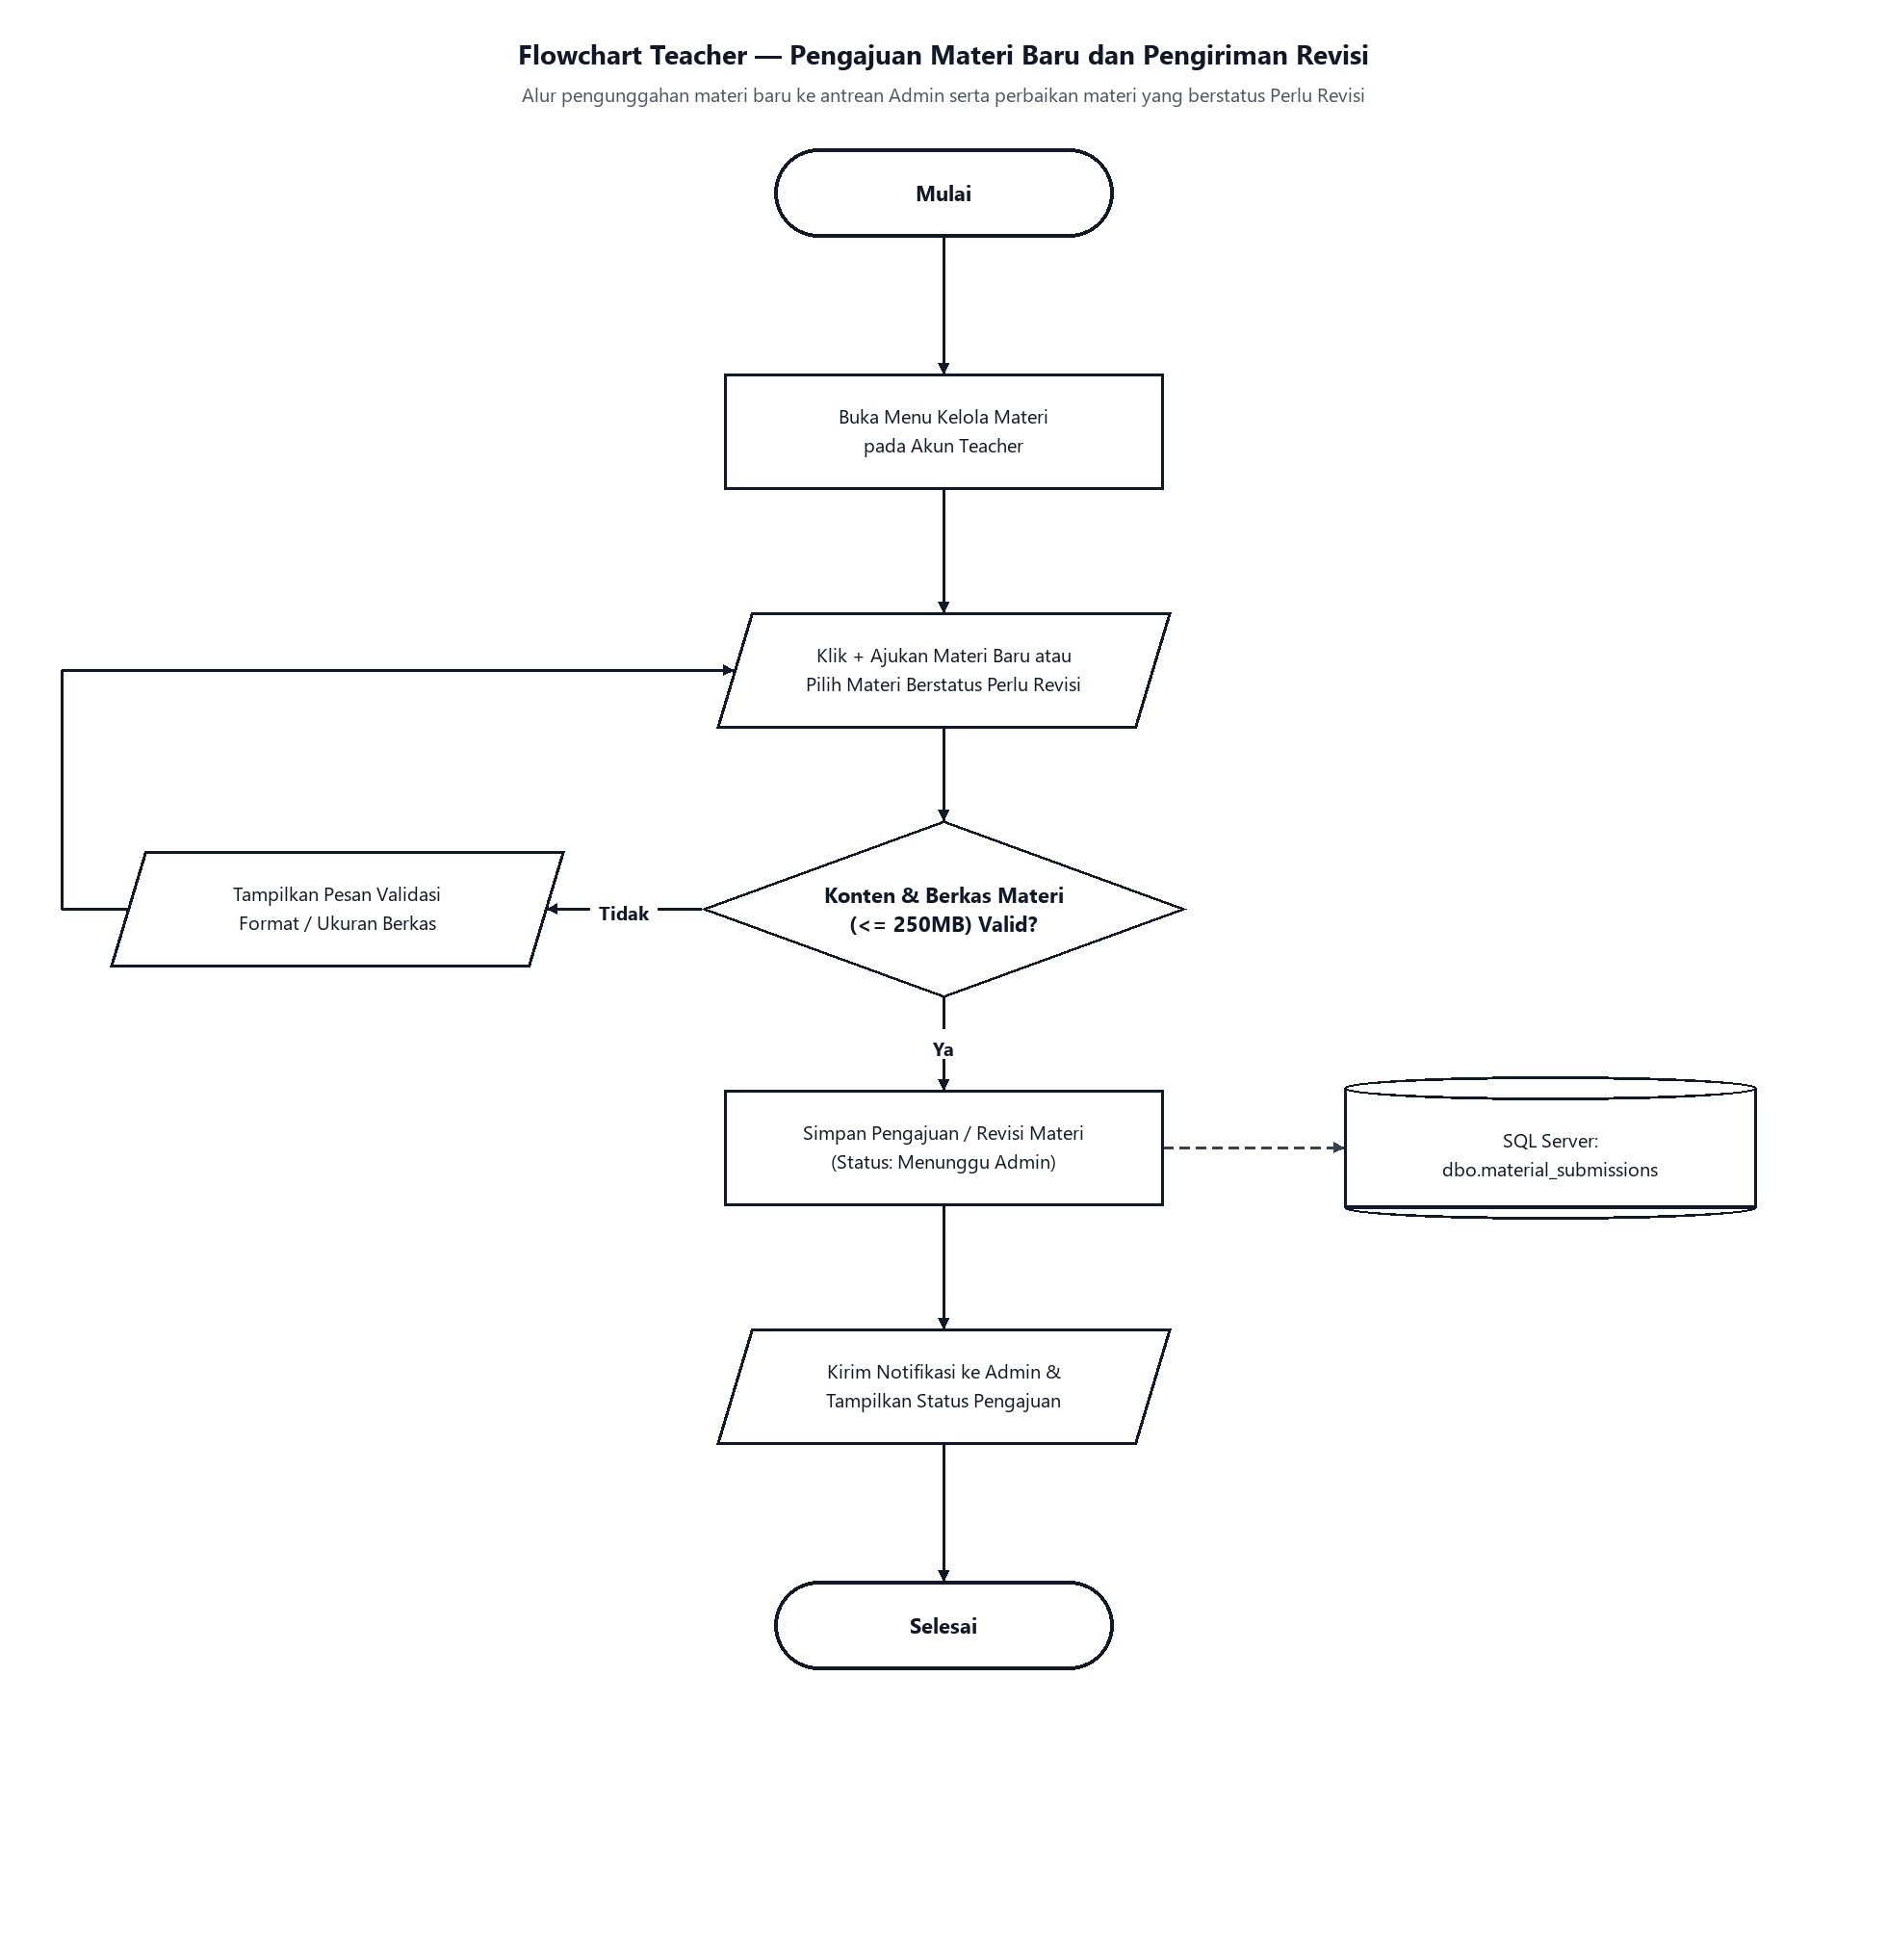 Flowchart Teacher — Pengajuan Materi Baru dan Pengiriman Revisi
Alur pengunggahan materi baru ke antrean Admin serta perbaikan materi yang berstatus Perlu Revisi
Mulai
Buka Menu Kelola Materi
pada Akun Teacher
Klik + Ajukan Materi Baru atau
Pilih Materi Berstatus Perlu Revisi
Tampilkan Pesan Validasi
Format / Ukuran Berkas
Tidak
Konten & Berkas Materi
(<= 250MB) Valid?
Ya
Simpan Pengajuan / Revisi Materi
(Status: Menunggu Admin)
SQL Server:
dbo.material_submissions
Kirim Notifikasi ke Admin &
Tampilkan Status Pengajuan
Selesai